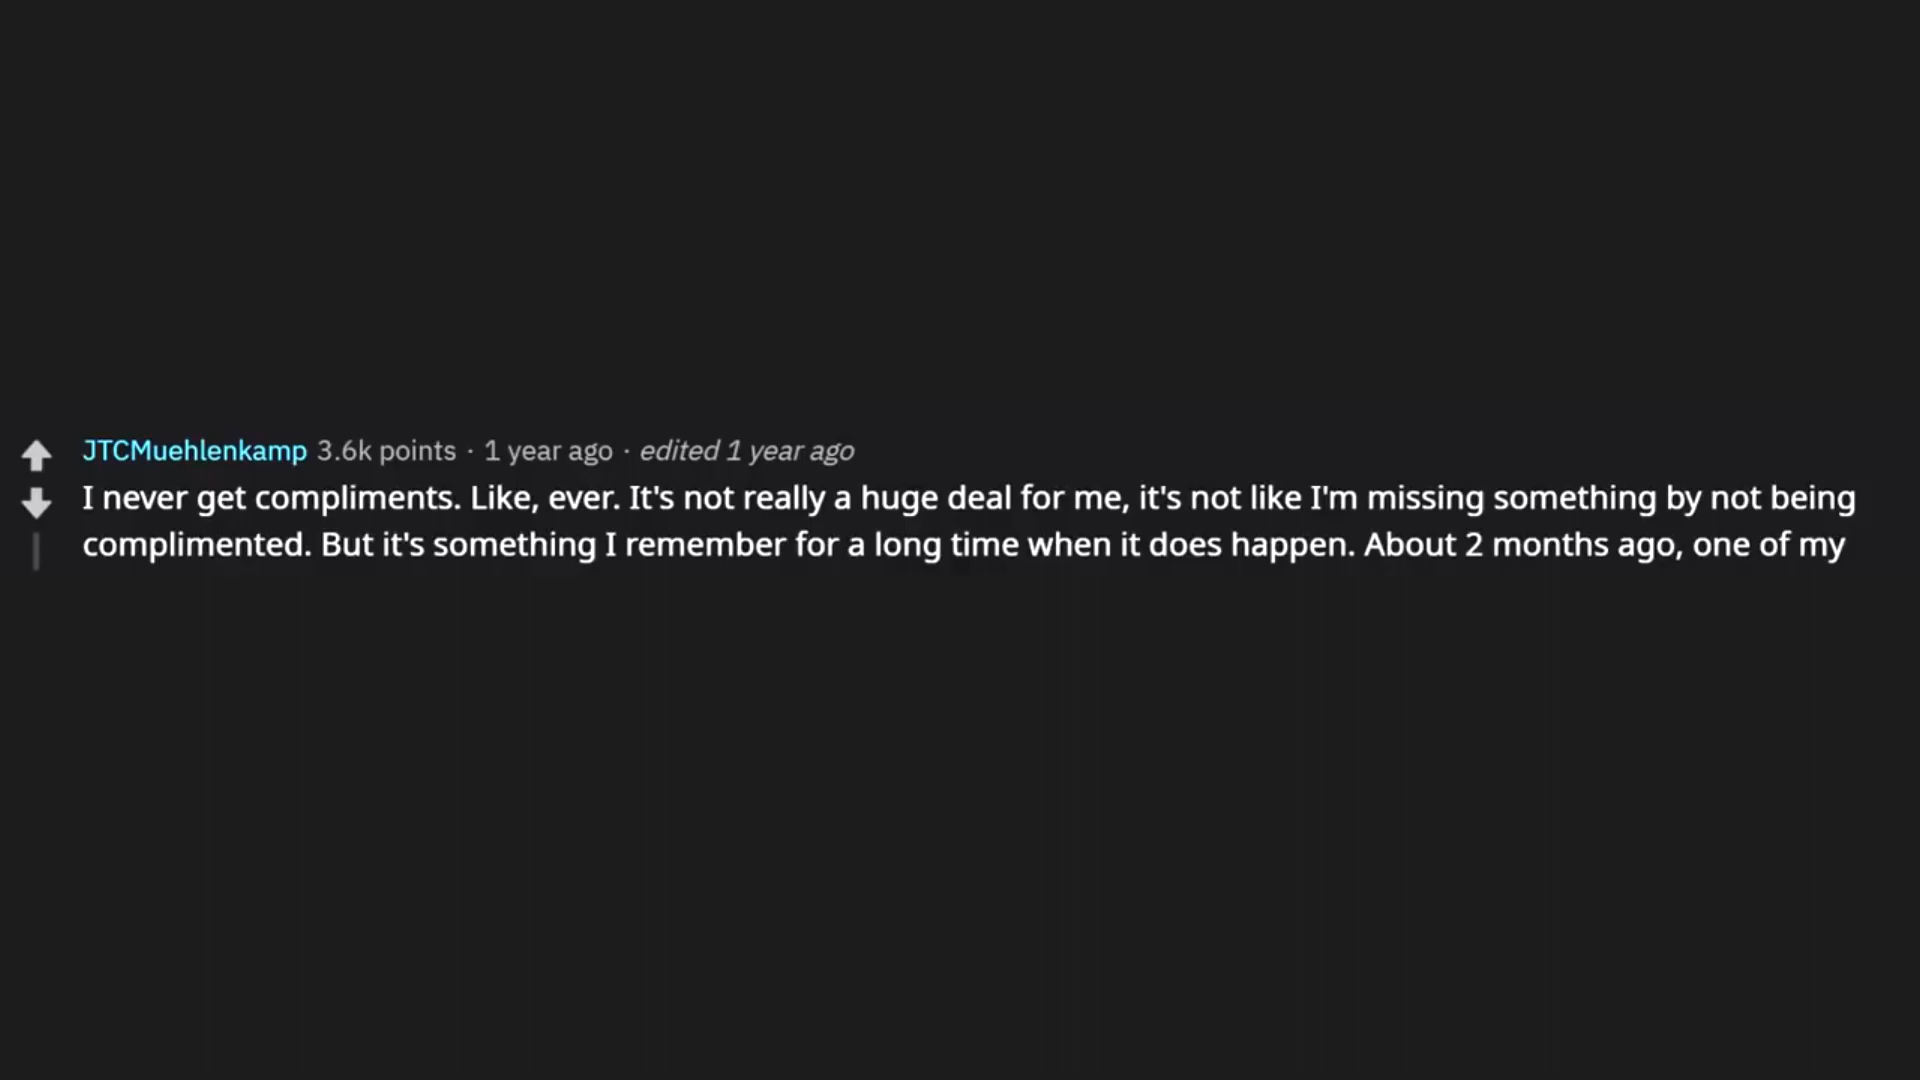 JTCMuehlenkamp 3.6k points · 1 year ago · edited 1 year ago
I never get compliments. Like, ever. It's not really a huge deal for me, it's not like I'm missing something by not being
complimented. But it's something I remember for a long time when it does happen. About 2 months ago, one of my